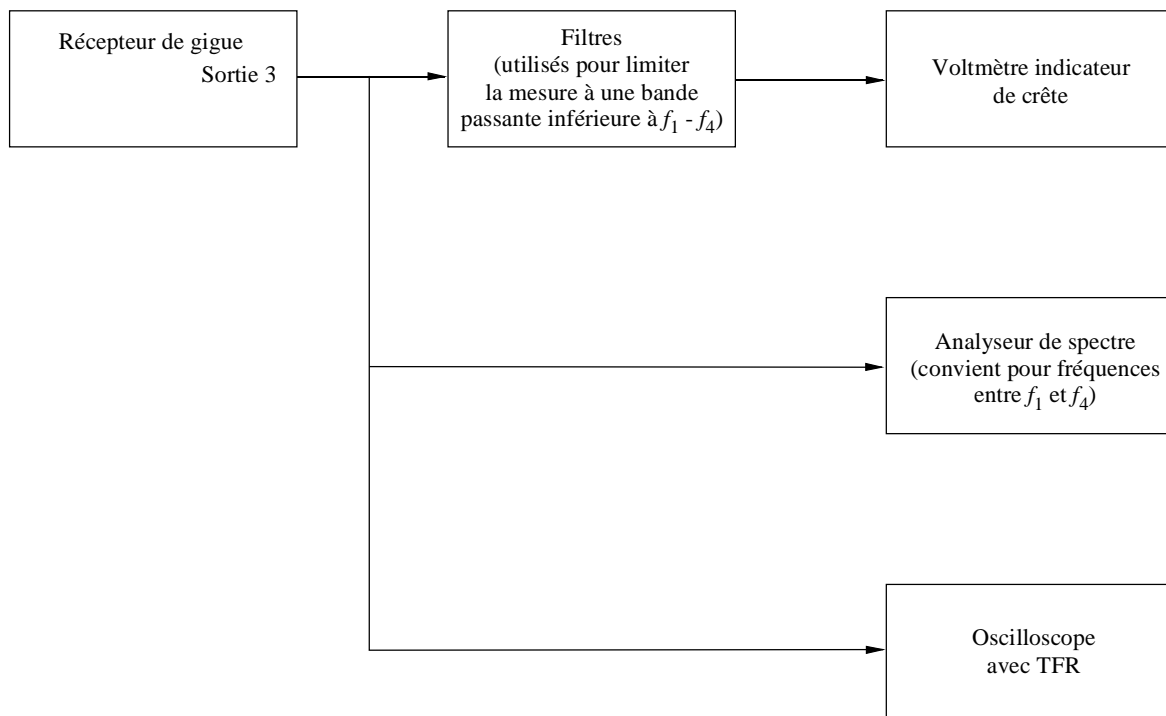 Récepteur de gigue
Sortie 3
Filtres
(utilisés pour limiter
la mesure à une bande
passante inférieure à f1 - f4)
Voltmètre indicateur
de crête
Analyseur de spectre
(convient pour fréquences
entre f1 et f4)
Oscilloscope
avec TFR